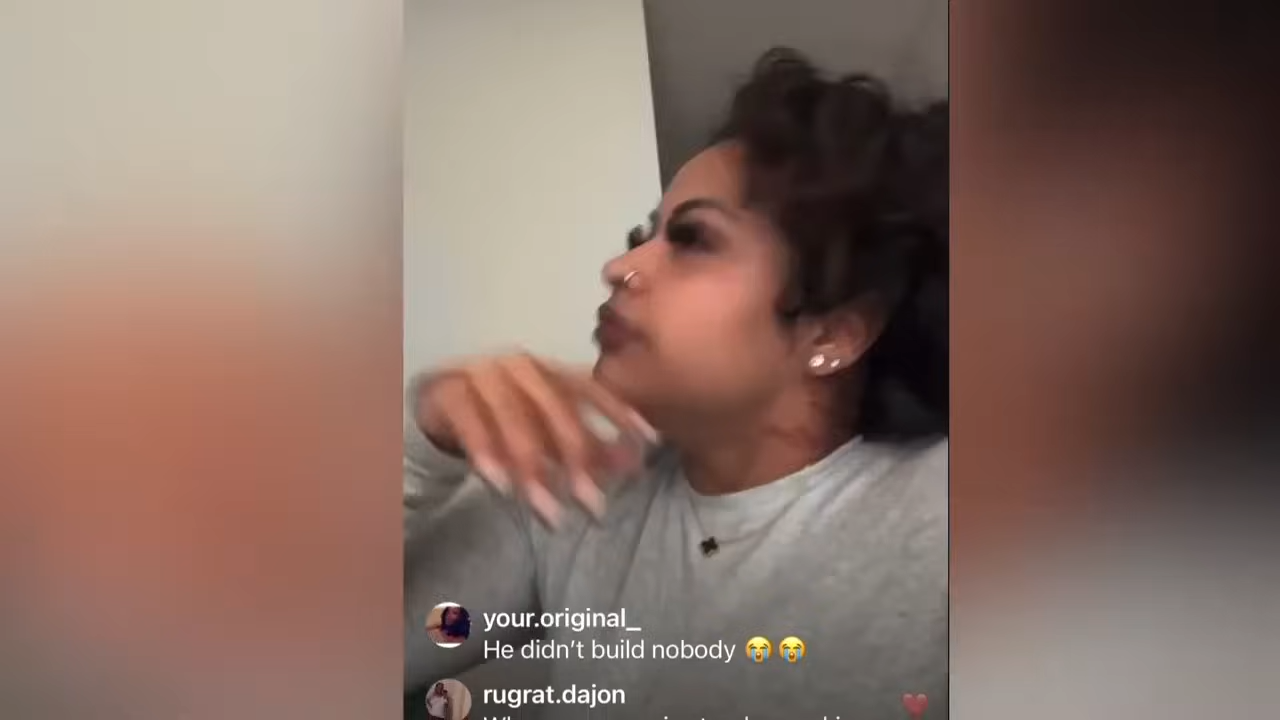 your.original_
He didn’t build nobody 😭😭
rugrat.dajon